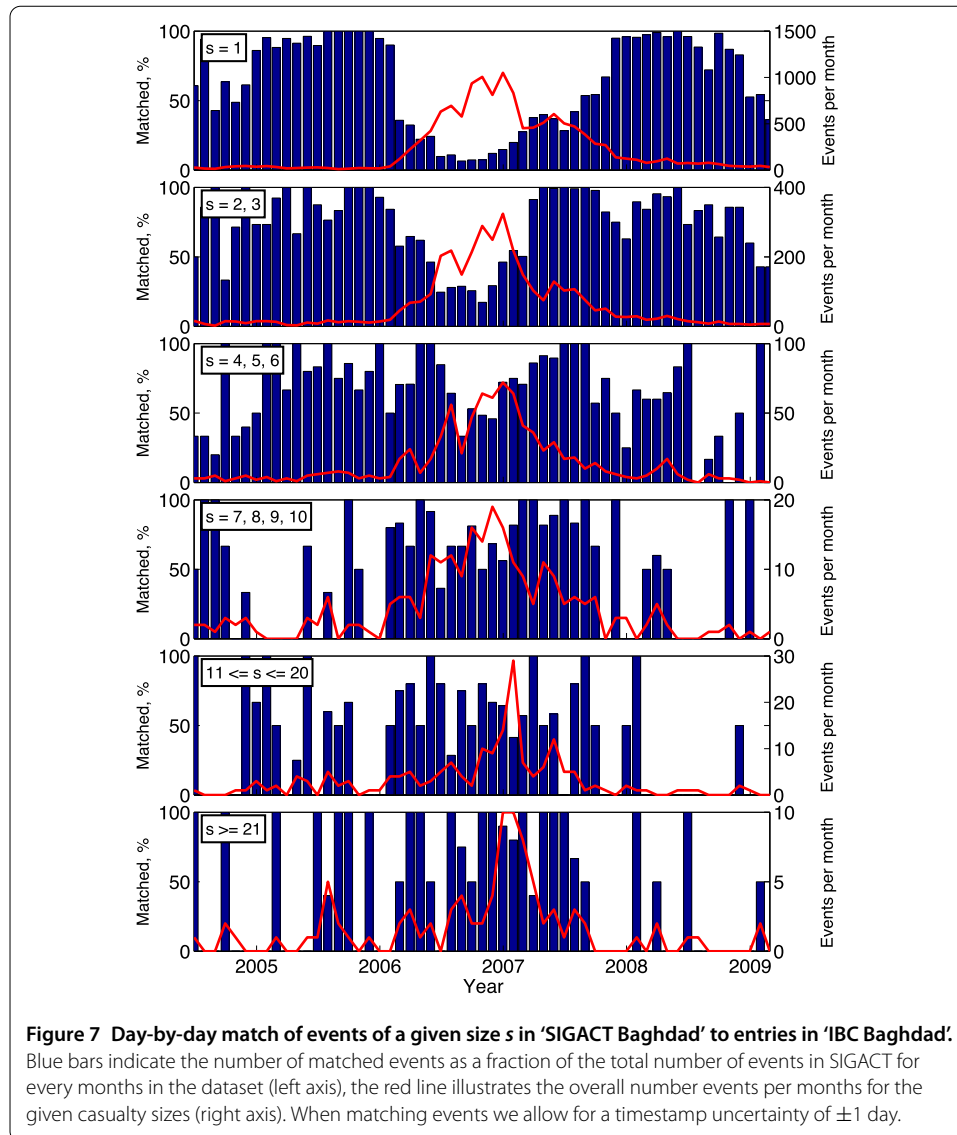 s = 1
100
50
0
Matched, %
1500
1000
500
0
Events per month
s = 2, 3
100
50
0
Matched, %
400
200
0
Events per month
s = 4, 5, 6
100
50
0
Matched, %
100
50
0
Events per month
s = 7, 8, 9, 10
100
50
0
Matched, %
20
10
0
Events per month
11 <= s <= 20
100
50
0
Matched, %
30
20
10
0
Events per month
s >= 21
100
50
0
Matched, %
10
5
0
Events per month
2005 2006 2007 2008 2009
Year
Figure 7 Day-by-day match of events of a given size s in ‘SIGACT Baghdad’ to entries in ‘IBC Baghdad’.
Blue bars indicate the number of matched events as a fraction of the total number of events in SIGACT for
every months in the dataset (left axis), the red line illustrates the overall number events per months for the
given casualty sizes (right axis). When matching events we allow for a timestamp uncertainty of ±1 day.